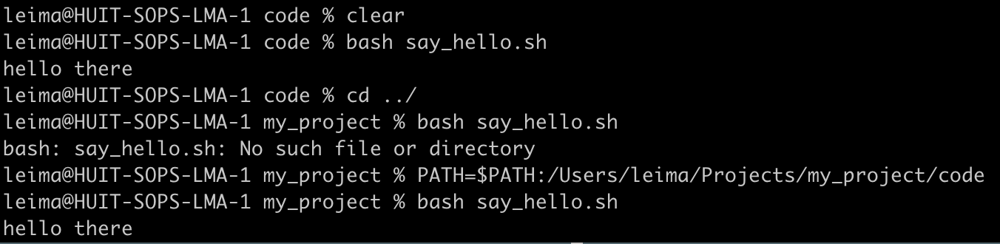 leima@HUIT-SOPS-LMA-1 code % clear
leima@HUIT-SOPS-LMA-1 code % bash say_hello.sh
hello there
leima@HUIT-SOPS-LMA-1 code % cd ../
leima@HUIT-SOPS-LMA-1 my_project % bash say_hello.sh
bash: say_hello.sh: No such file or directory
leima@HUIT-SOPS-LMA-1 my_project % PATH=$PATH:/Users/leima/Projects/my_project/code
leima@HUIT-SOPS-LMA-1 my_project % bash say_hello.sh
hello there